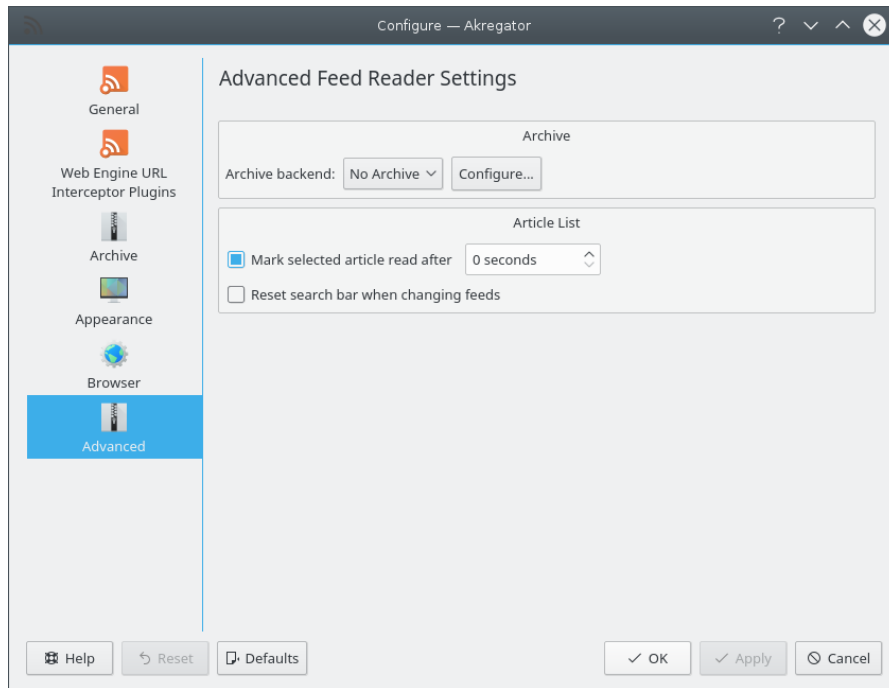 Configure — Akregator
General
Web Engine URL
Interceptor Plugins
Archive
Appearance
Browser
Advanced
Advanced Feed Reader Settings
Archive
Archive backend: No Archive Configure...
Article List
Mark selected article read after 0 seconds
Reset search bar when changing feeds
Help Reset Defaults OK Apply Cancel